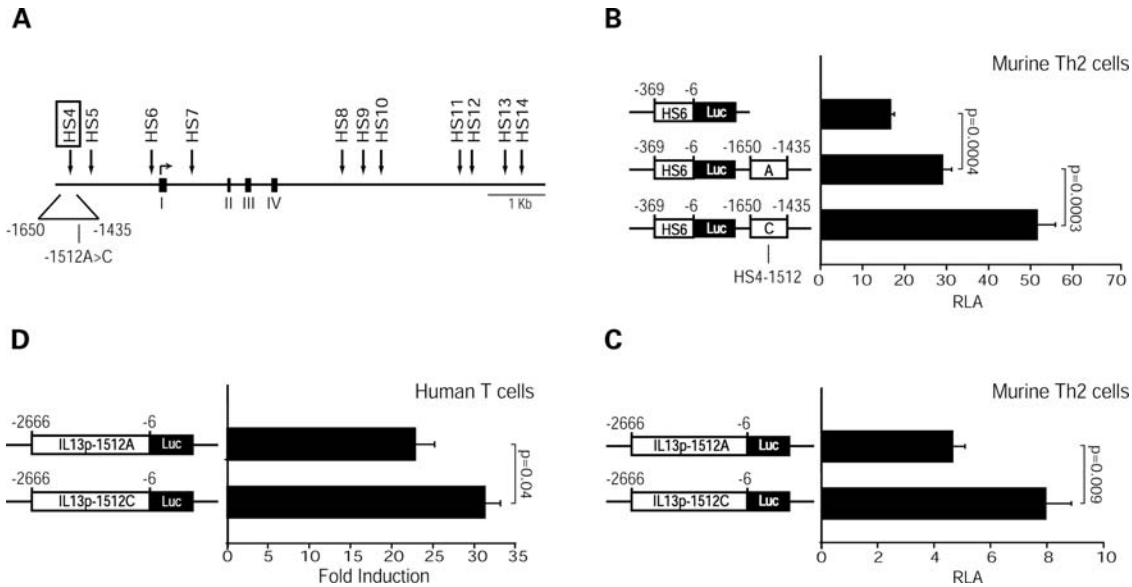 A
HS4 HS5 HS6 HS7 HS8 HS9 HS10 HS11 HS12 HS13 HS14
I II III IV
1 Kb
-1650 -1435
-1512A>C
B
Murine Th2 cells
-369 -6
HS6 Luc
-369 -6 -1650 -1435
HS6 Luc A
-369 -6 -1650 -1435
HS6 Luc C
HS4-1512
p=0.00004
p=0.0003
0 10 20 30 40 50 60 70
RLA
D
Human T cells
-2666 -6
IL13p-1512A Luc
-2666 -6
IL13p-1512C Luc
p=0.04
0 5 10 15 20 25 30 35
Fold Induction
C
Murine Th2 cells
-2666 -6
IL13p-1512A Luc
-2666 -6
IL13p-1512C Luc
p=0.009
0 2 4 6 8 10
RLA